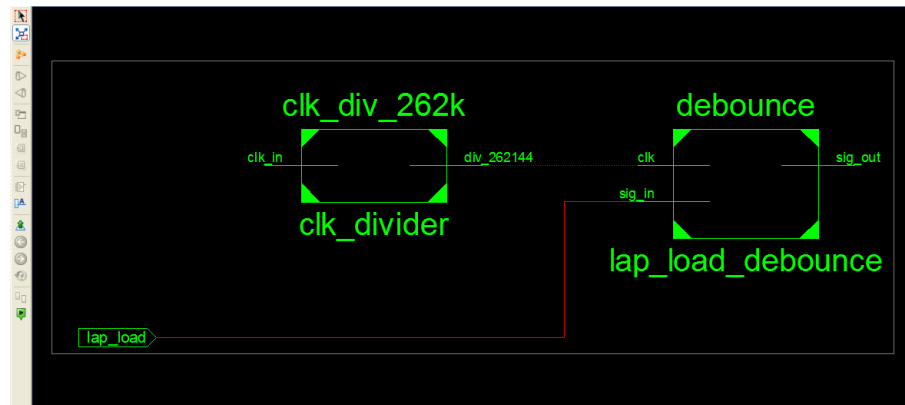 clk_div_262k
debounce
clk_in
div_262144
clk
sig_out
sig_in
clk_divider
lap_load_debounce
lap_load